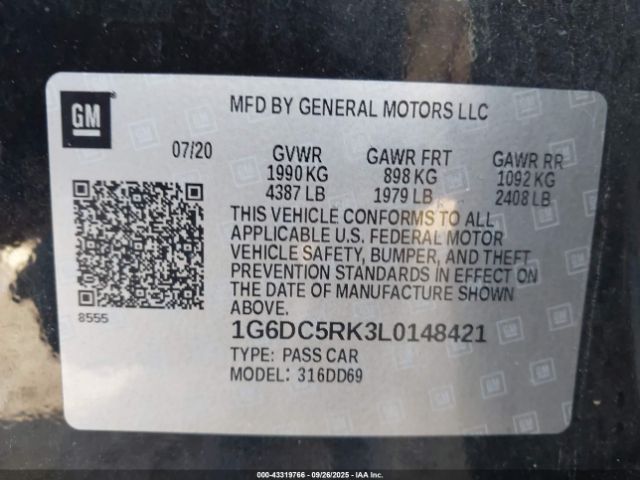 GM
MFD BY GENERAL MOTORS LLC
07/20 GVWR GAWR FRT GAWR RR
1990 KG 898 KG 1092 KG
4387 LB 1979 LB 2408 LB
THIS VEHICLE CONFORMS TO ALL
APPLICABLE U.S. FEDERAL MOTOR
VEHICLE SAFETY, BUMPER, AND THEFT
PREVENTION STANDARDS IN EFFECT ON
THE DATE OF MANUFACTURE SHOWN
ABOVE.
8555
1G6DC5RK3L0148421
TYPE: PASS CAR
MODEL: 316DD69
000-43319766 - 09/26/2025 - IAA Inc.